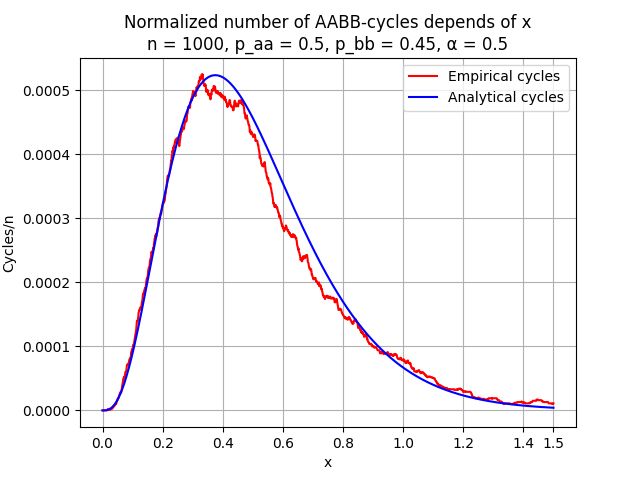 Normalized number of AABB-cycles depends of x
n = 1000, p_aa = 0.5, p_bb = 0.45, α = 0.5
Empirical cycles
Analytical cycles
Cycles/n
0.0005
0.0004
0.0003
0.0002
0.0001
0.0000
0.0 0.2 0.4 0.6 0.8 1.0 1.2 1.4 1.5
x